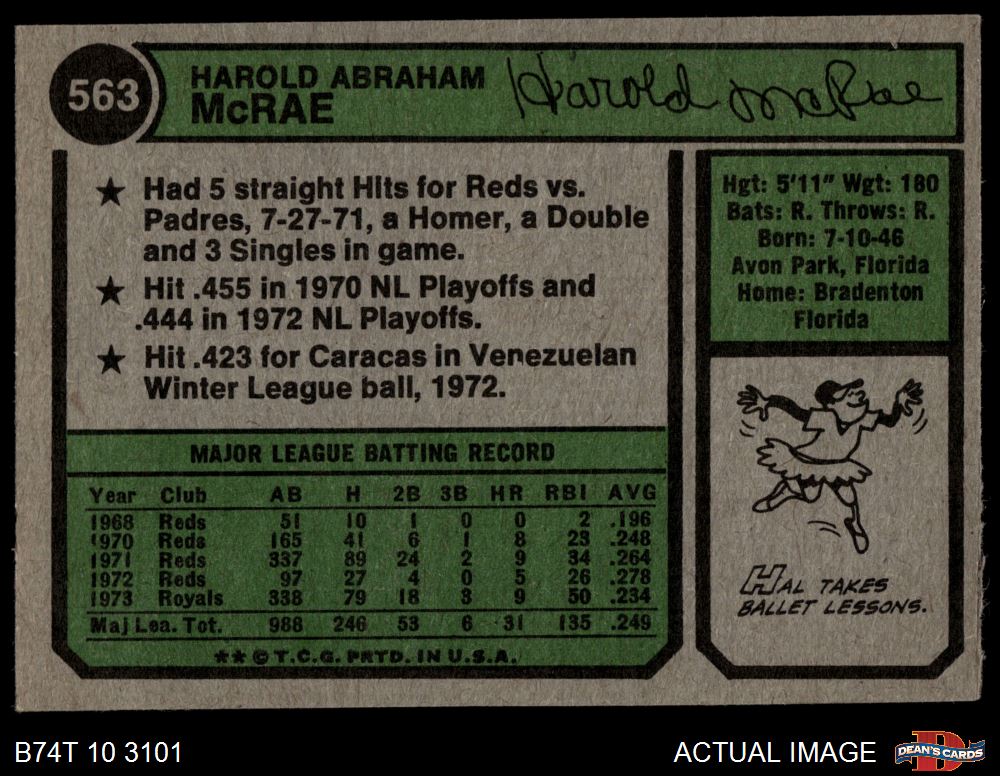 563
HAROLD ABRAHAM
McRAE
Harold McRae
★ Had 5 straight Hits for Reds vs.
Padres, 7-27-71, a Homer, a Double
and 3 Singles in game.
★ Hit .455 in 1970 NL Playoffs and
.444 in 1972 NL Playoffs.
★ Hit .423 for Caracas in Venezuelan
Winter League ball, 1972.
Hgt: 5'11" Wgt: 180
Bats: R. Throws: R.
Born: 7-10-46
Avon Park, Florida
Home: Bradenton
Florida
MAJOR LEAGUE BATTING RECORD
Year Club AB H 2B 3B HR RBI AVG
1968 Reds 51 10 1 0 0 2 .196
1970 Reds 165 41 6 1 8 23 .248
1971 Reds 337 89 24 2 9 34 .264
1972 Reds 97 27 4 0 5 26 .278
1973 Royals 338 79 18 3 9 50 .234
Maj Lea. Tot. 988 246 53 6 31 135 .249
★★ © T.C.G. PRTD. IN U.S.A.
HAL TAKES
BALLET LESSONS.
B74T 10 3101
ACTUAL IMAGE
D
DEAN'S CARDS